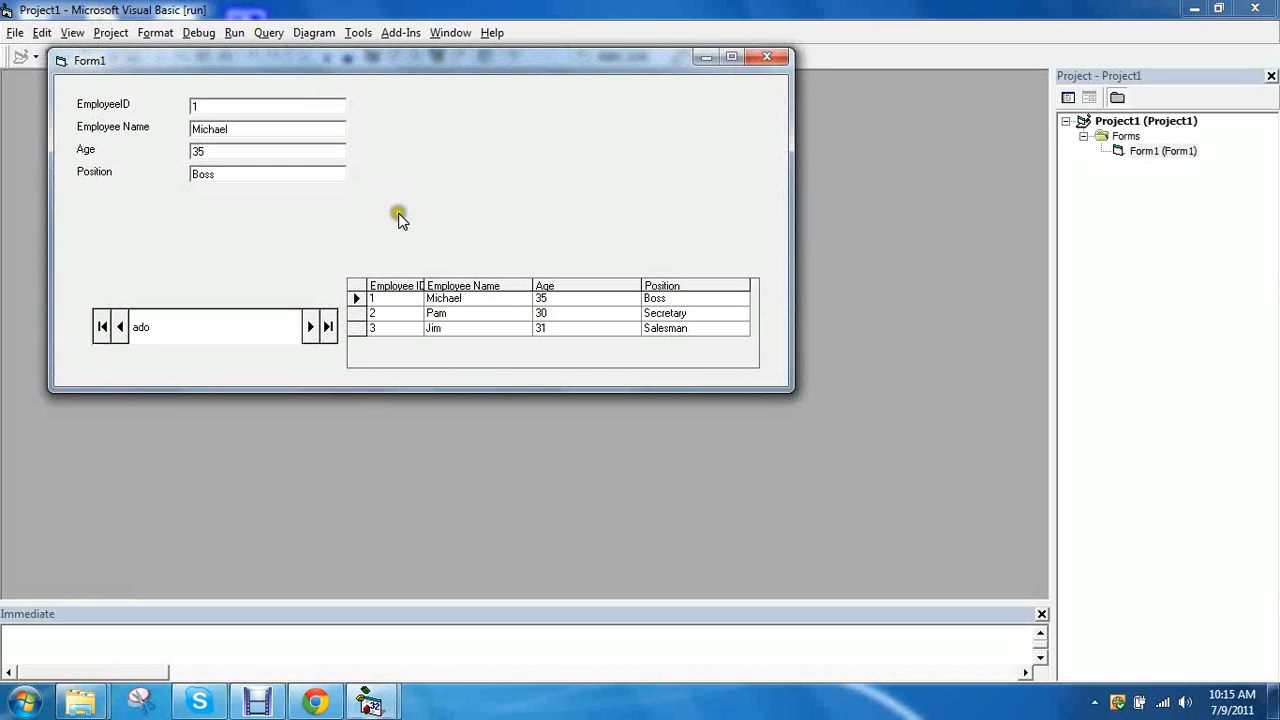 Project1 - Microsoft Visual Basic [run]
File Edit View Project Format Debug Run Query Diagram Tools Add-Ins Window Help
Form1
Project - Project1
EmployeeID 1
Employee Name Michael
Age 35
Position Boss
Project1 (Project1)
Forms
Form1 (Form1)
Employee ID Employee Name Age Position
1 Michael 35 Boss
2 Pam 30 Secretary
3 Jim 31 Salesman
ado
Immediate
32
10:15 AM
7/9/2011